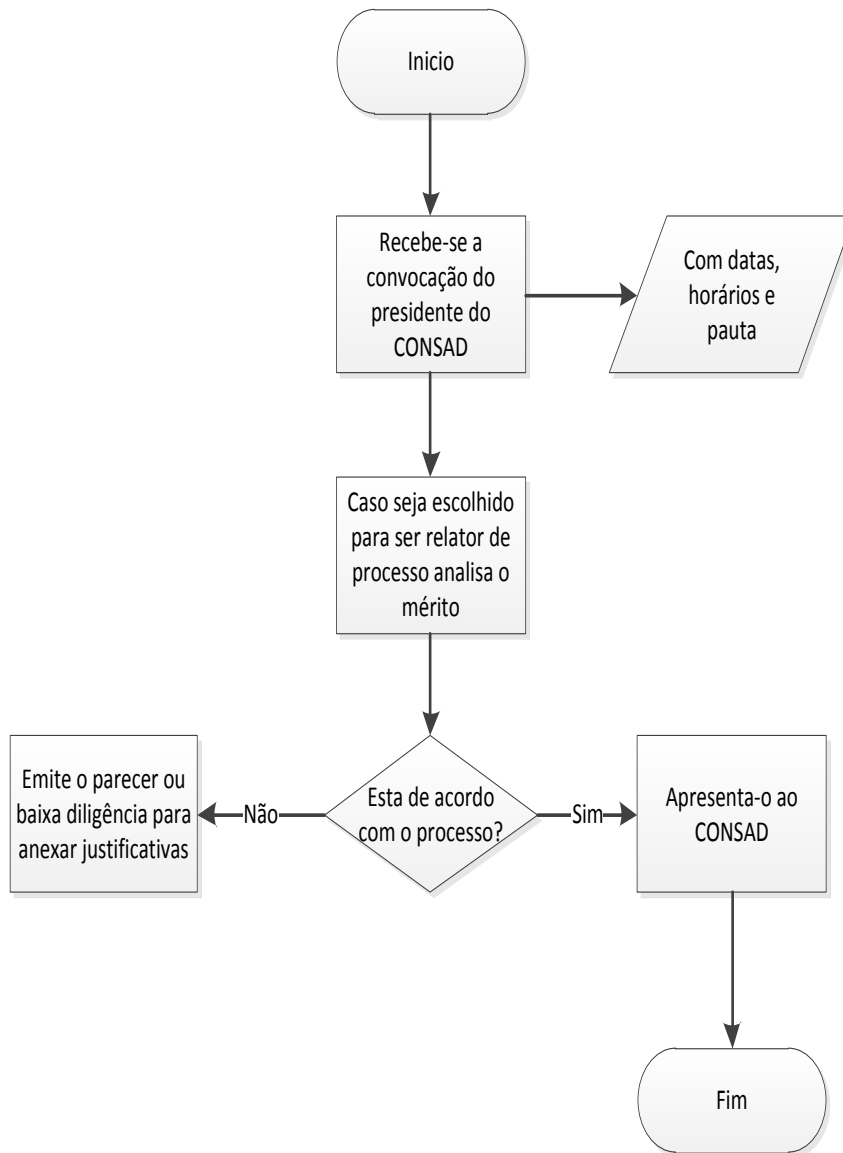 Inicio
Recebe-se a
convocação do
presidente do
CONSAD
Com datas,
horários e
pauta
Caso seja escolhido
para ser relator de
processo analisa o
mérito
Esta de acordo
com o processo?
Não
Emite o parecer ou
baixa diligência para
anexar justificativas
Sim
Apresenta-o ao
CONSAD
Fim